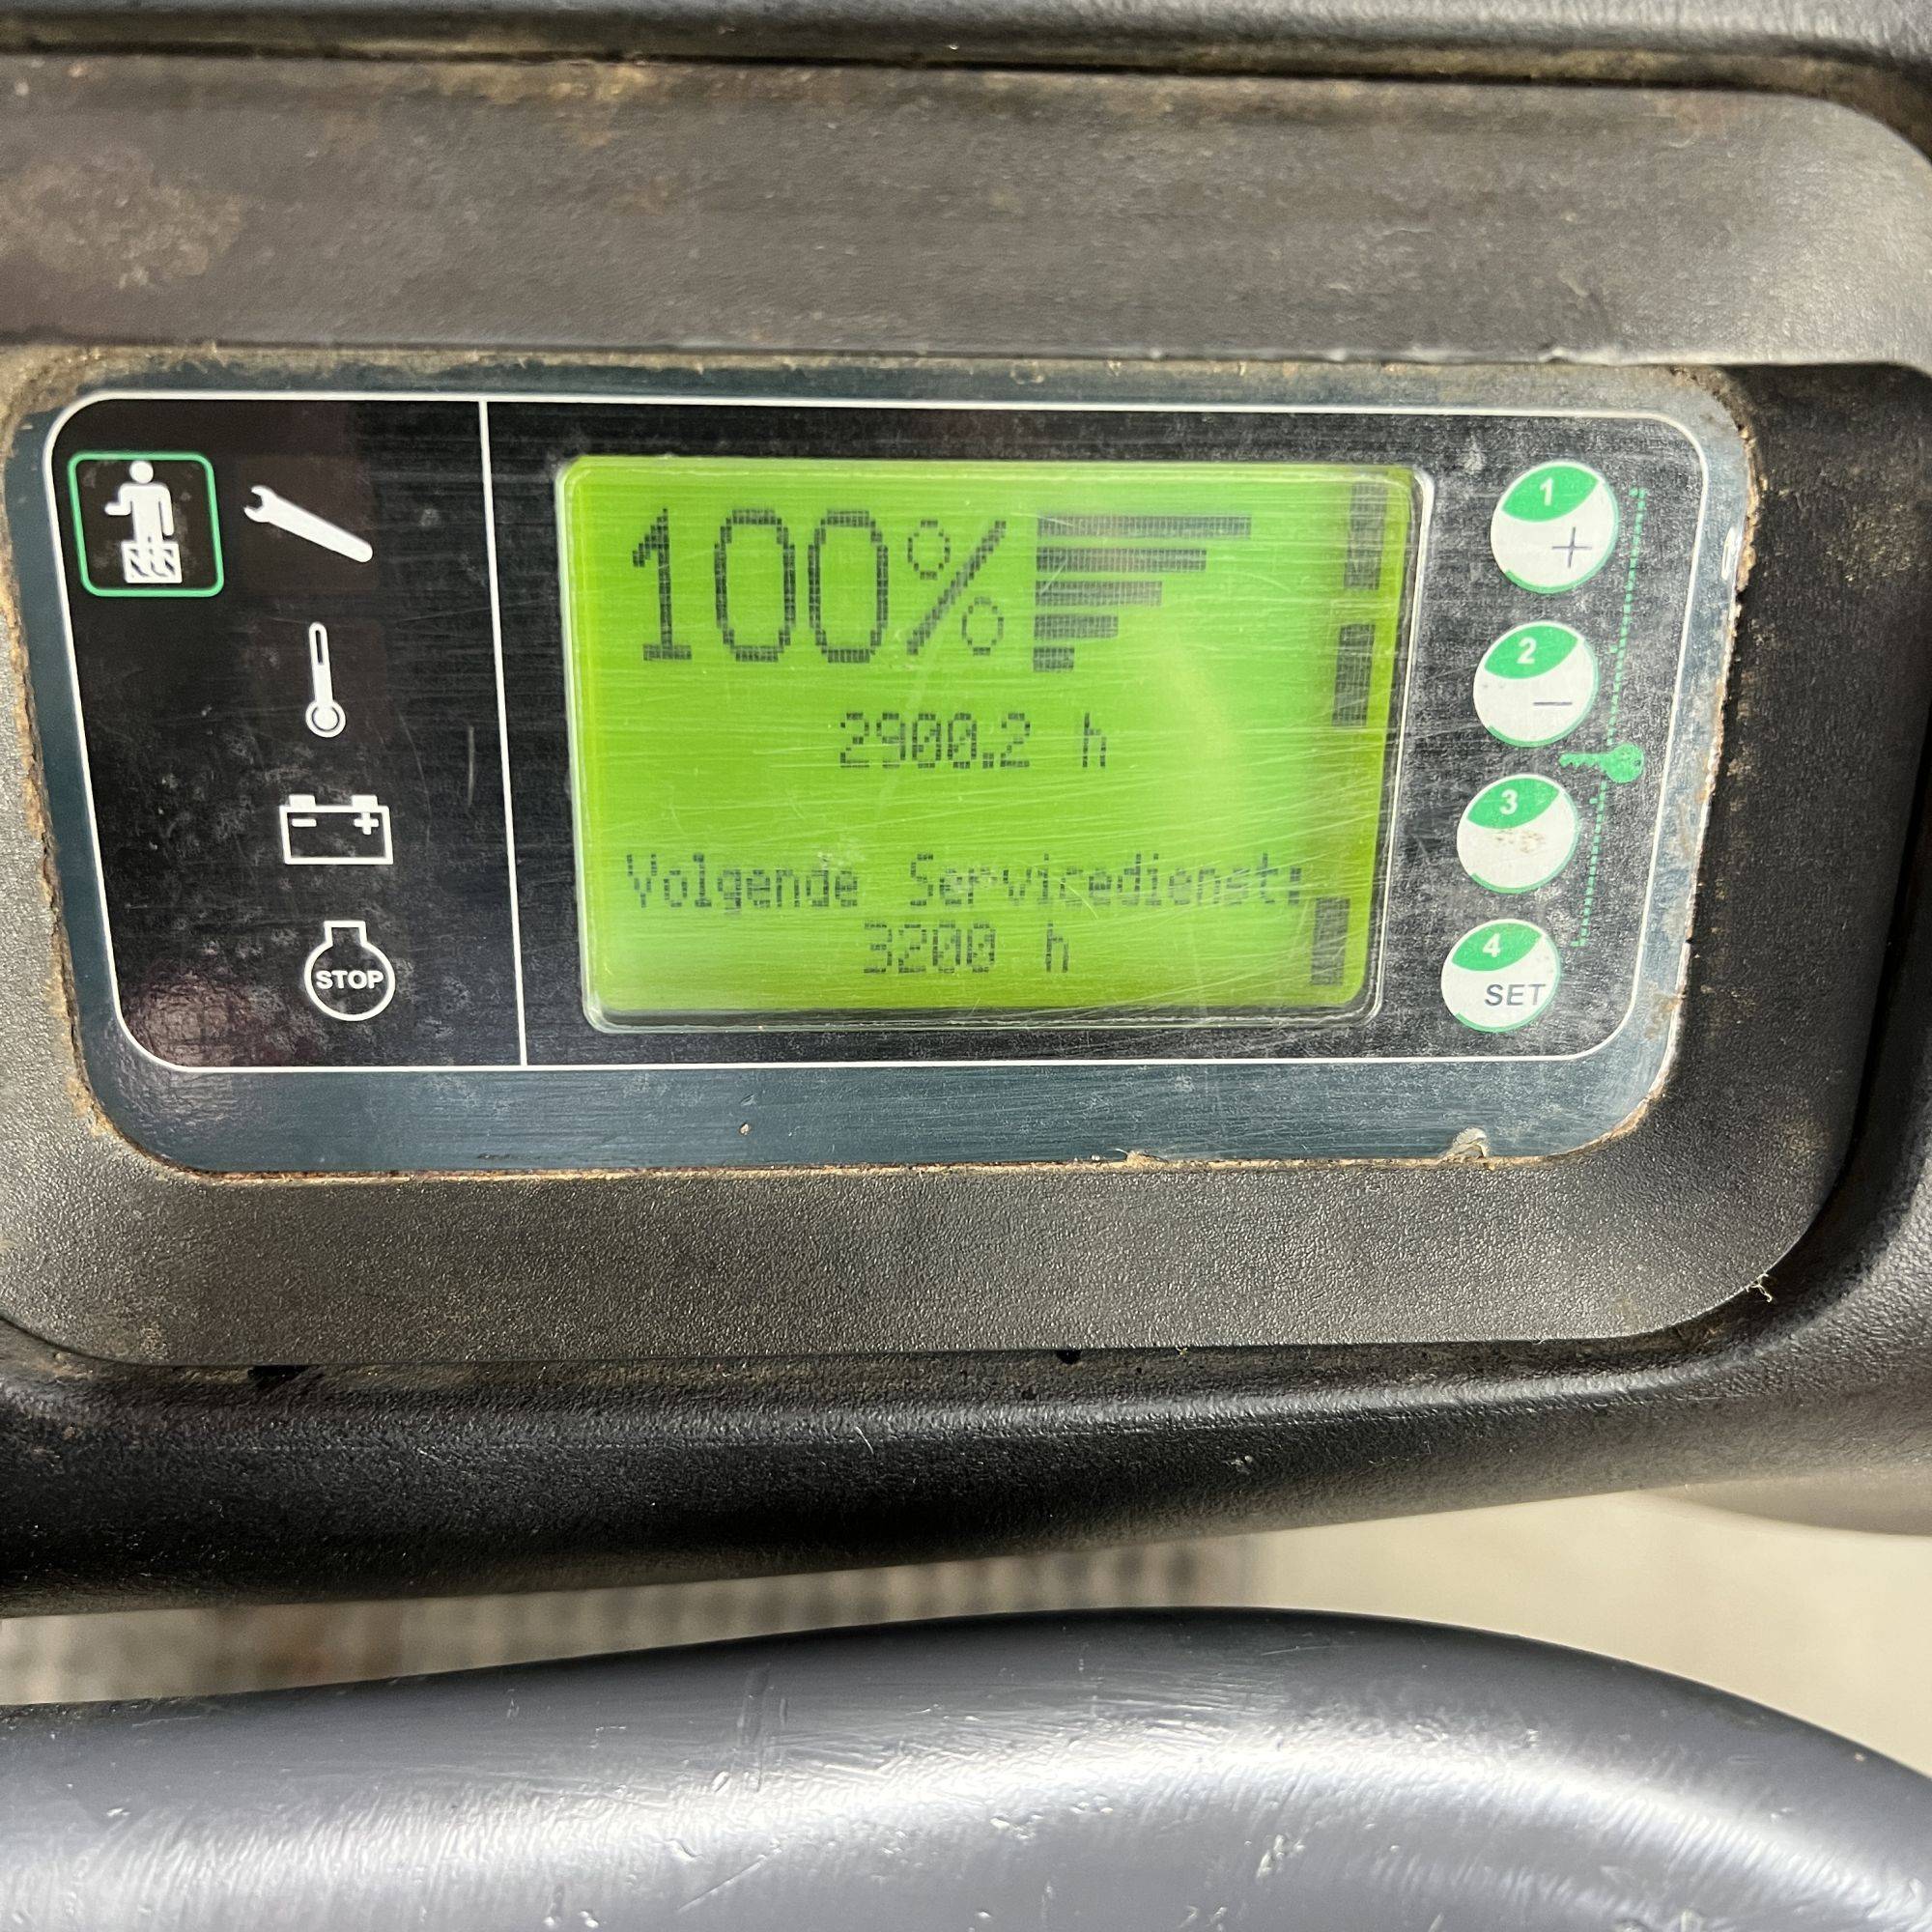 100%
2900.2 h
Volgende Servicedienst:
3200 h
STOP
1
+
2
−
3
4
SET